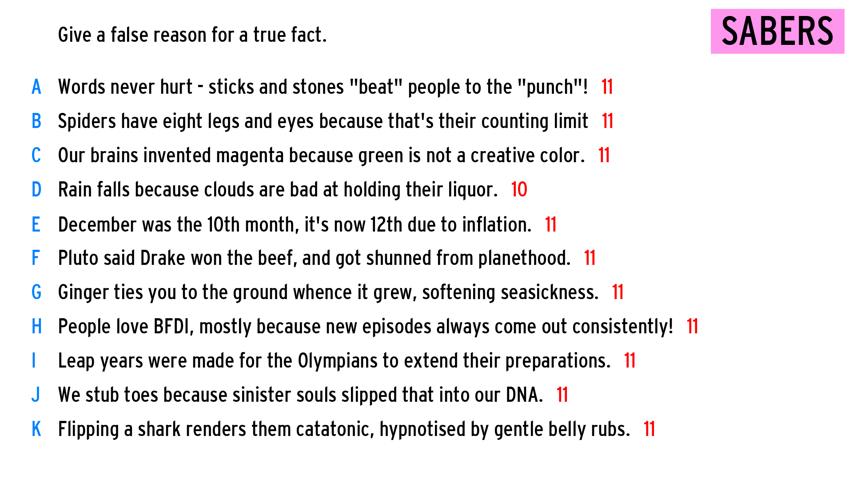 Give a false reason for a true fact.
SABERS
A Words never hurt - sticks and stones "beat" people to the "punch"! 11
B Spiders have eight legs and eyes because that's their counting limit 11
C Our brains invented magenta because green is not a creative color. 11
D Rain falls because clouds are bad at holding their liquor. 10
E December was the 10th month, it's now 12th due to inflation. 11
F Pluto said Drake won the beef, and got shunned from planethood. 11
G Ginger ties you to the ground whence it grew, softening seasickness. 11
H People love BFDI, mostly because new episodes always come out consistently! 11
I Leap years were made for the Olympians to extend their preparations. 11
J We stub toes because sinister souls slipped that into our DNA. 11
K Flipping a shark renders them catatonic, hypnotised by gentle belly rubs. 11